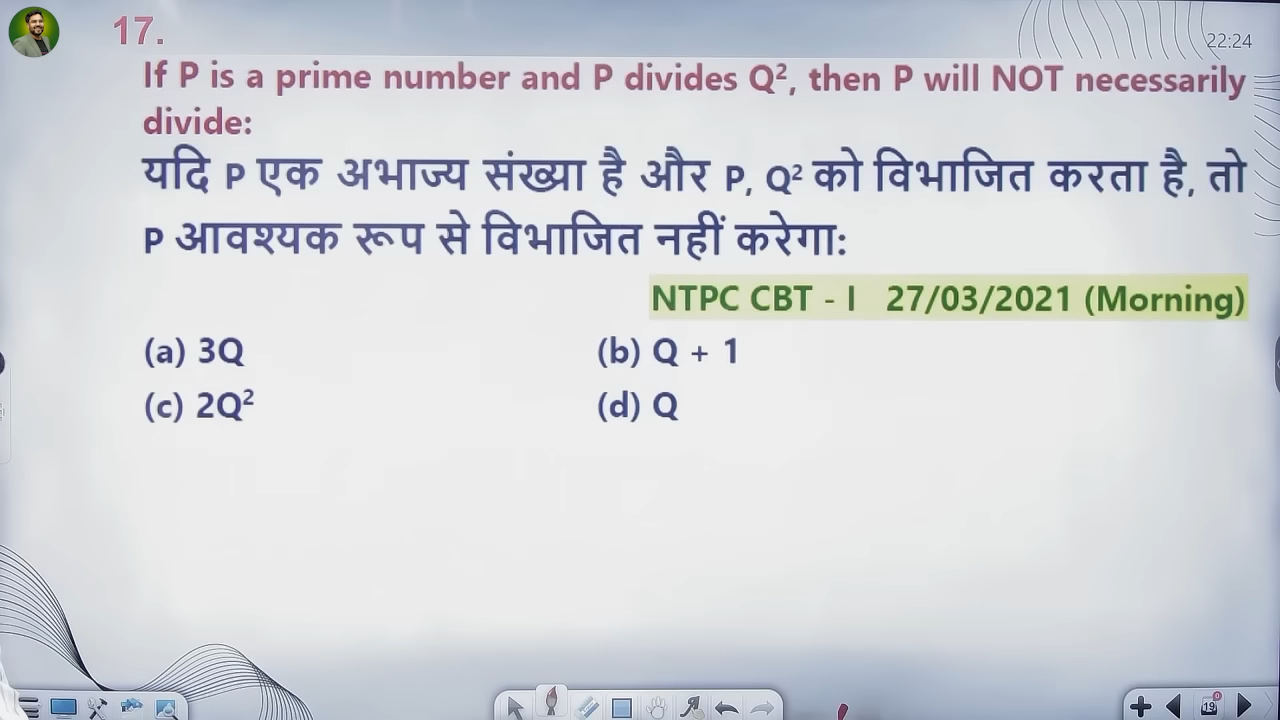 17.
22:24
If P is a prime number and P divides Q², then P will NOT necessarily
divide:
यदि P एक अभाज्य संख्या है और P, Q² को विभाजित करता है, तो
P आवश्यक रूप से विभाजित नहीं करेगा:
NTPC CBT - I 27/03/2021 (Morning)
(a) 3Q (b) Q + 1
(c) 2Q² (d) Q
19